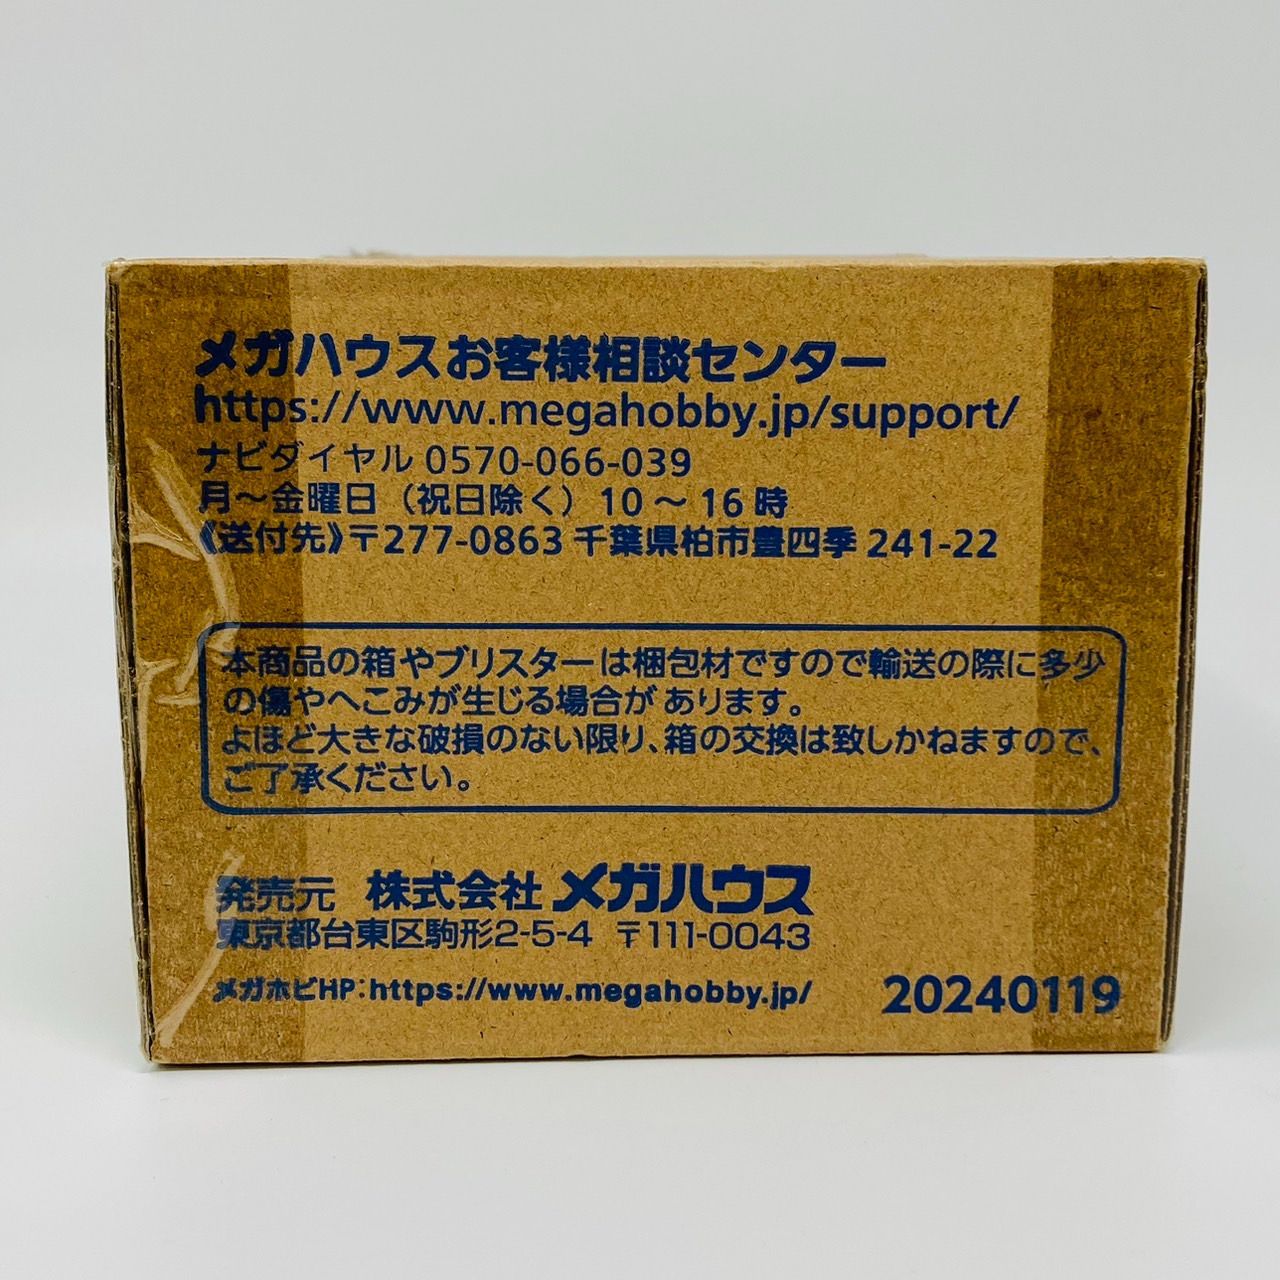 メガハウスお客様相談センター
https://www.megahobby.jp/support/
ナビダイヤル 0570-066-039
月～金曜日（祝日除く）10～16時
《送付先》〒277-0863 千葉県柏市豊四季 241-22
本商品の箱やブリスターは梱包材ですので輸送の際に多少
の傷やへこみが生じる場合があります。
よほど大きな破損のない限り、箱の交換は致しかねますので、
ご了承ください。
発売元 株式会社 メガハウス
東京都台東区駒形2-5-4 〒111-0043
メガホビHP:https://www.megahobby.jp/
20240119